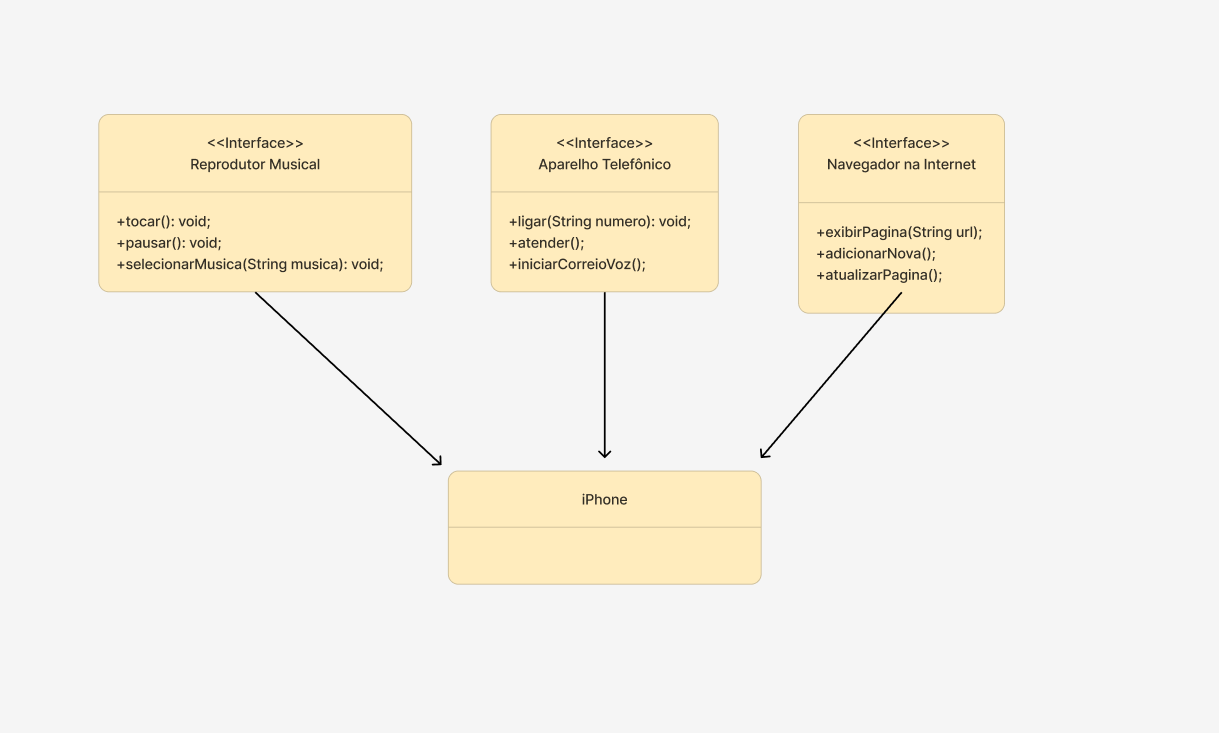 <<Interface>>
Reprodutor Musical
+tocar(): void;
+pausar(): void;
+selecionarMusica(String musica): void;
<<Interface>>
Aparelho Telefônico
+ligar(String numero): void;
+atender();
+iniciarCorreioVoz();
<<Interface>>
Navegador na Internet
+exibirPagina(String url);
+adicionarNova();
+atualizarPagina();
iPhone